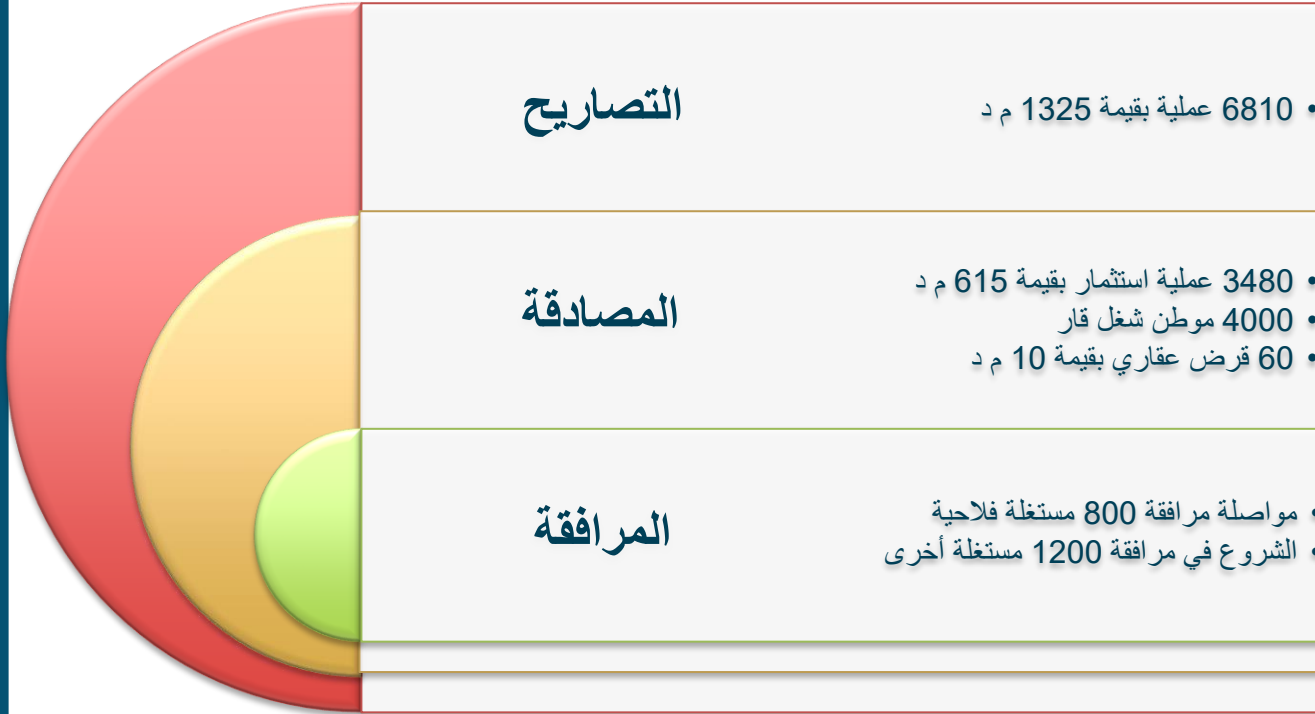 التصاريح
• 6810 عملية بقيمة 1325 م د
المصادقة
• 3480 عملية استثمار بقيمة 615 م د
• 4000 موطن شغل قار
• 60 قرض عقاري بقيمة 10 م د
المرافقة
• مواصلة مرافقة 800 مستغلة فلاحية
• الشروع في مرافقة 1200 مستغلة أخرى